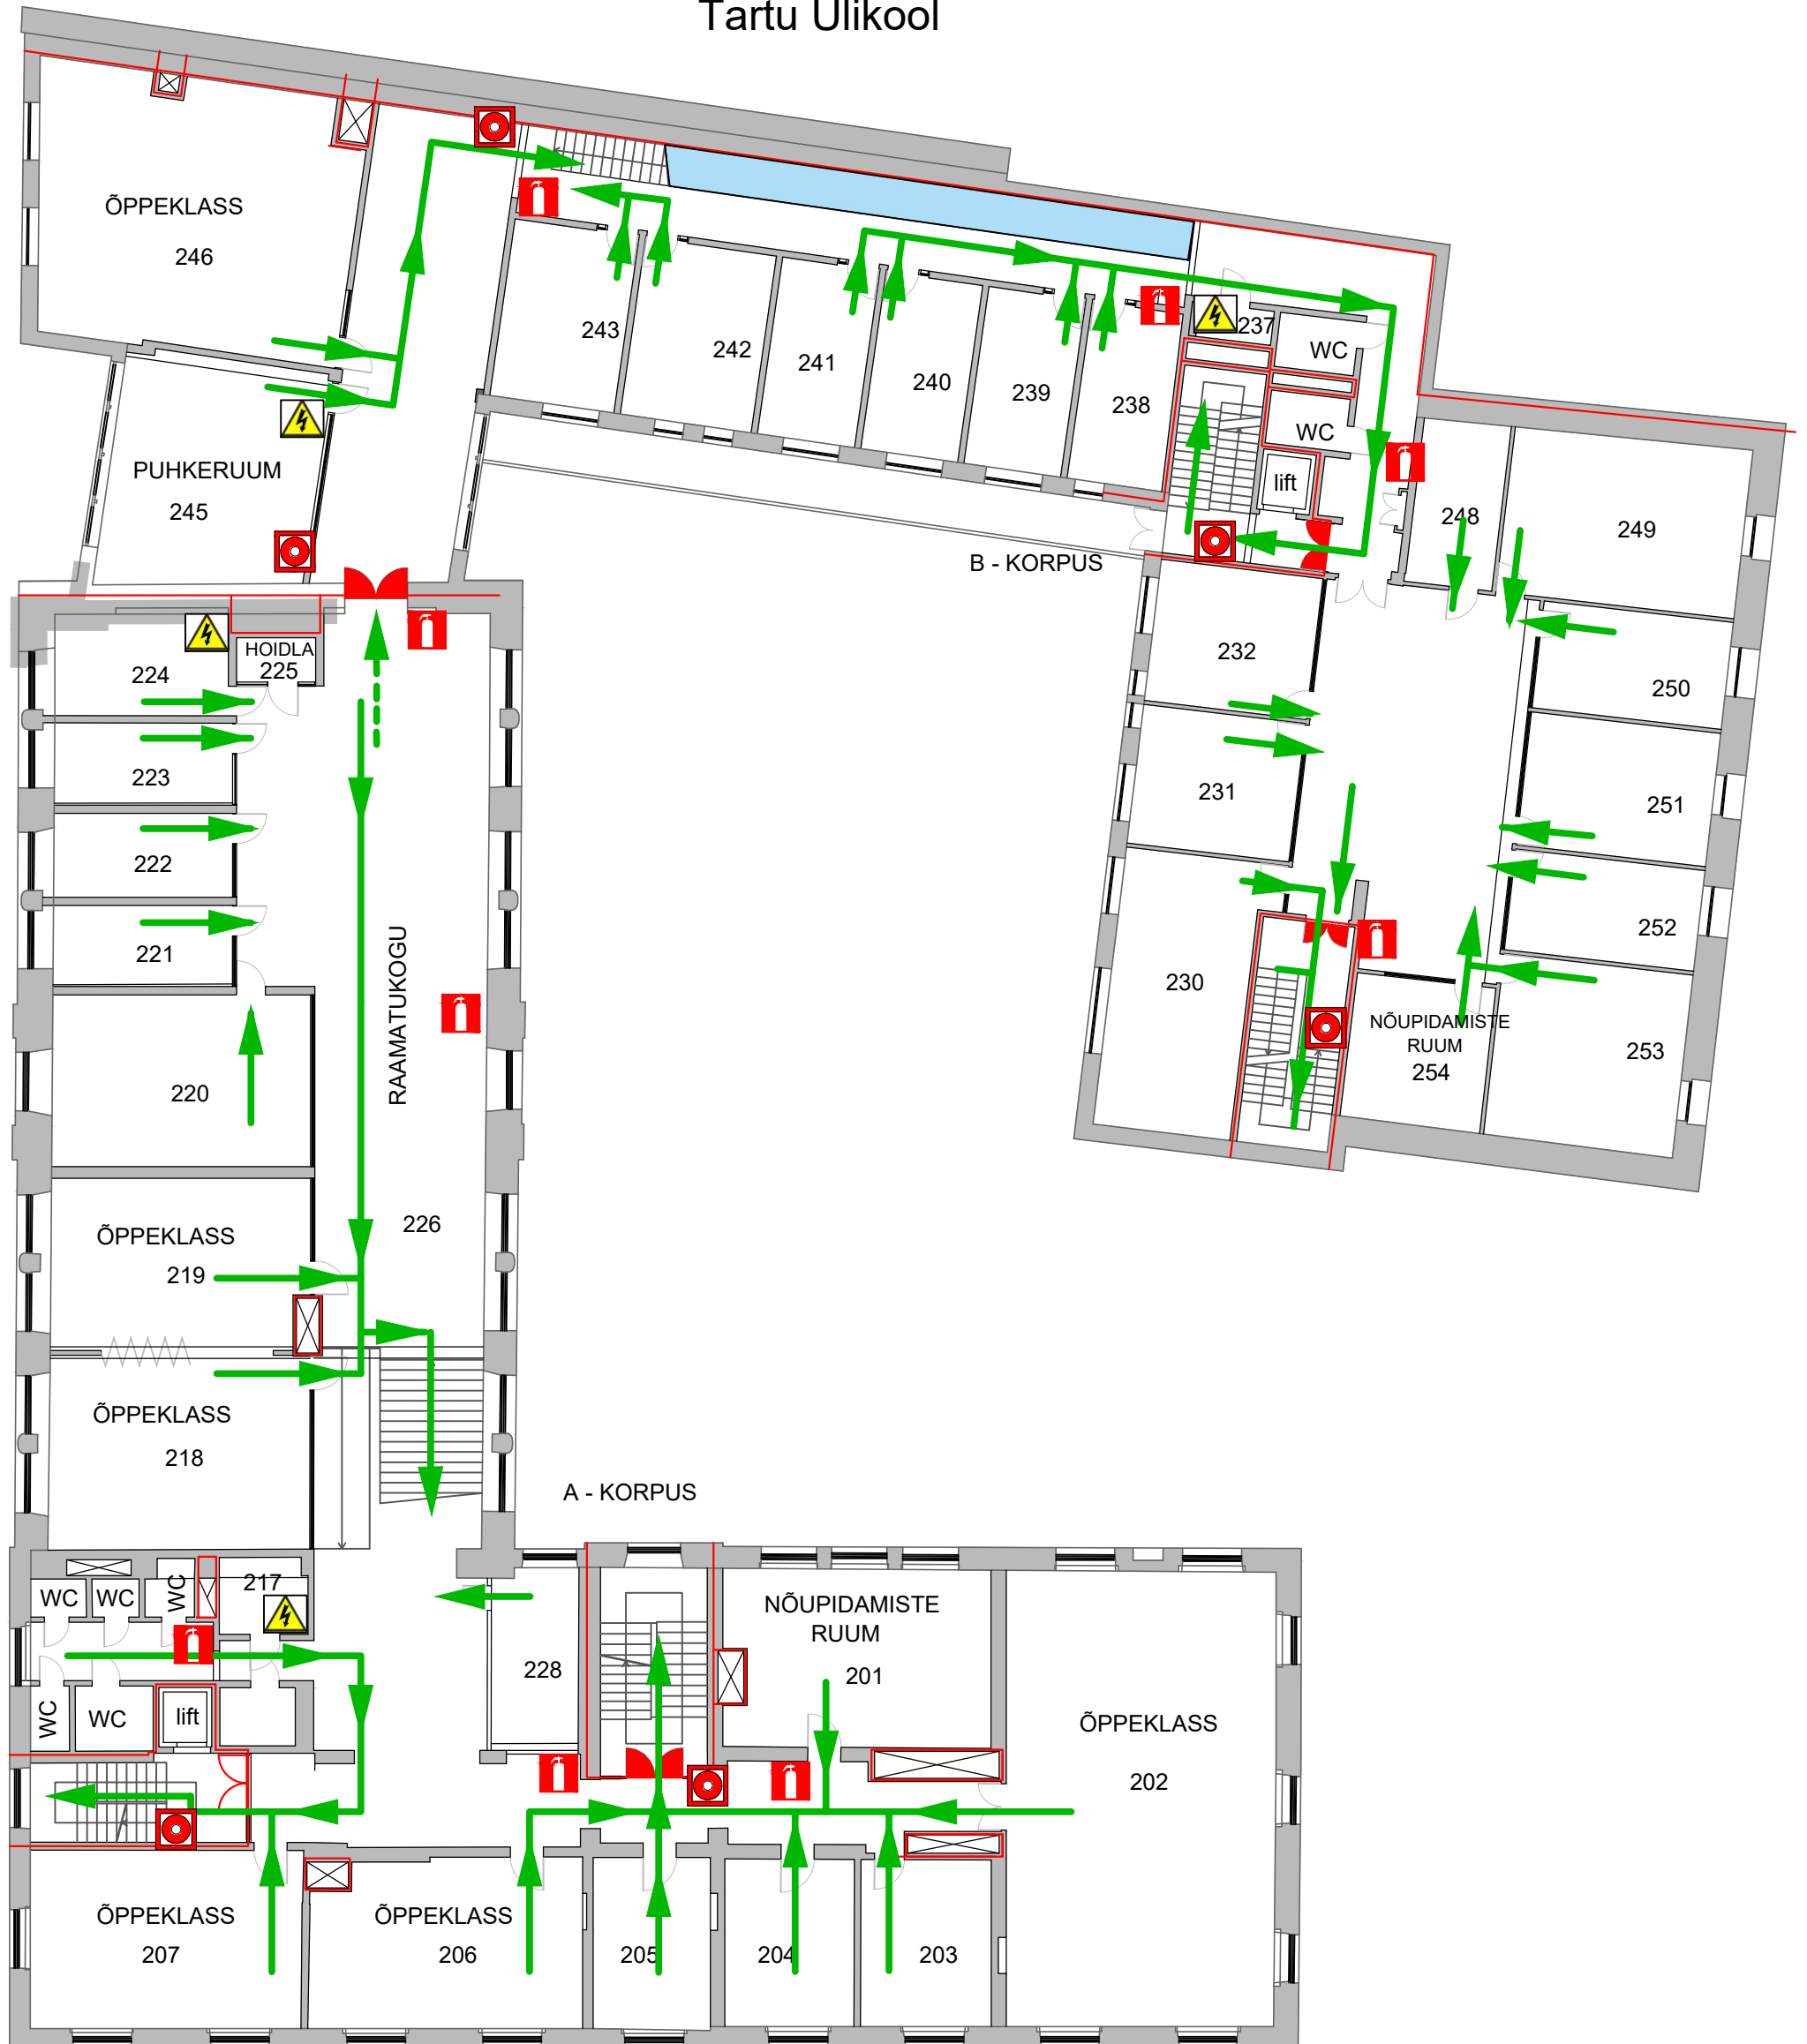 Tartu Ülikool
ÕPPEKLASS
246
243
242
241
240
239
238
237
WC
WC
lift
PUHKERUUM
245
B - KORPUS
248
249
HOIDLA
225
224
223
222
221
220
RAAMATUKOGU
226
232
231
230
250
251
252
253
NÕUPIDAMISTE
RUUM
254
ÕPPEKLASS
219
ÕPPEKLASS
218
A - KORPUS
WC
WC
WC
217
WC
WC
lift
228
NÕUPIDAMISTE
RUUM
201
ÕPPEKLASS
202
ÕPPEKLASS
207
ÕPPEKLASS
206
205
204
203